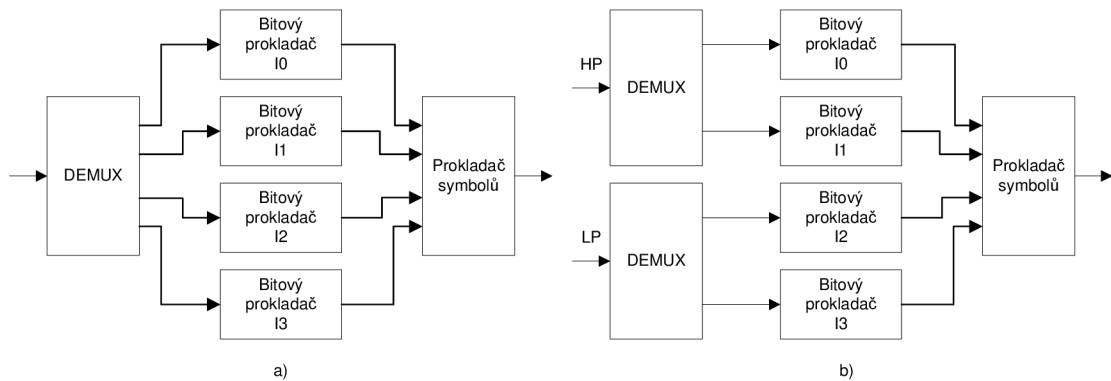 DEMUX
Bitový
prokladač
I0
Bitový
prokladač
I1
Bitový
prokladač
I2
Bitový
prokladač
I3
Prokladač
symbolů
a)
HP
DEMUX
LP
DEMUX
Bitový
prokladač
I0
Bitový
prokladač
I1
Bitový
prokladač
I2
Bitový
prokladač
I3
Prokladač
symbolů
b)